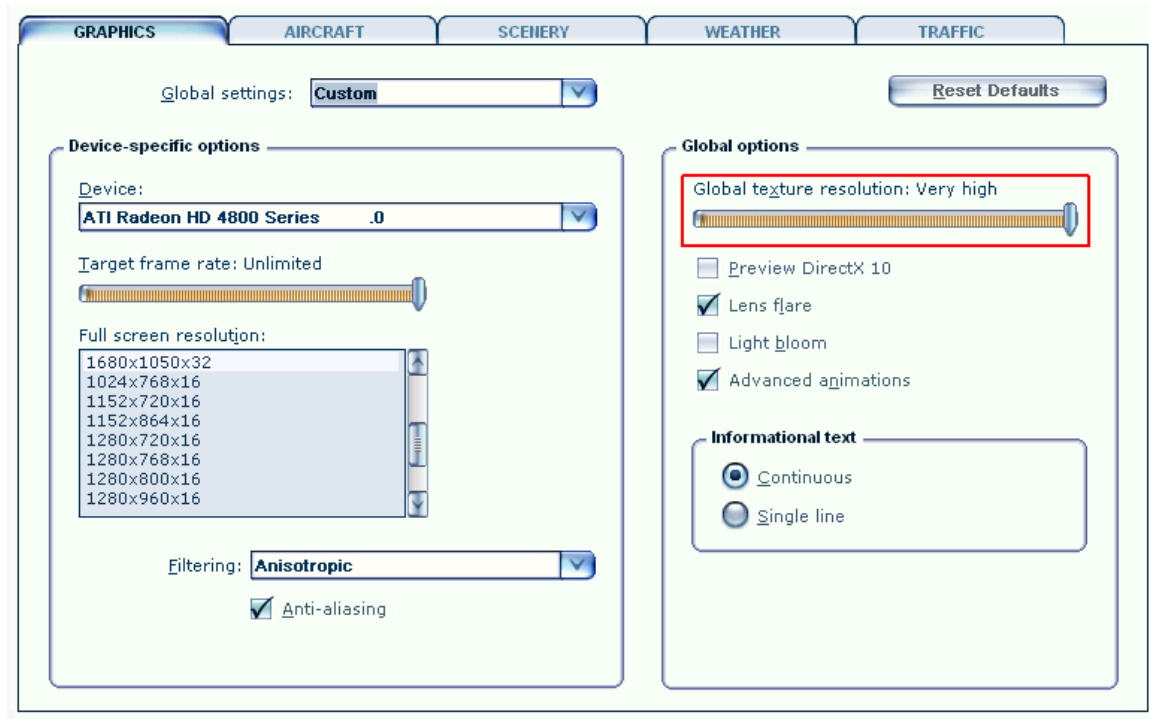 GRAPHICS AIRCRAFT SCENERY WEATHER TRAFFIC
Global settings: Custom
Reset Defaults
Device-specific options
Device:
ATI Radeon HD 4800 Series .0
Target frame rate: Unlimited
Full screen resolution:
1680x1050x32
1024x768x16
1152x720x16
1152x864x16
1280x720x16
1280x768x16
1280x800x16
1280x960x16
Filtering: Anisotropic
Anti-aliasing
Global options
Global texture resolution: Very high
Preview DirectX 10
Lens flare
Light bloom
Advanced animations
Informational text
Continuous
Single line